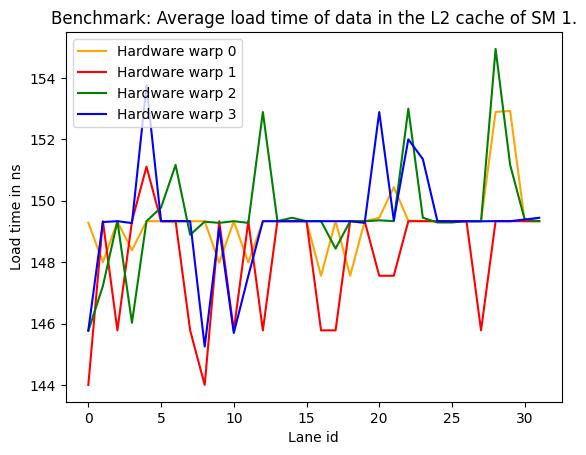 Benchmark: Average load time of data in the L2 cache of SM 1.
Hardware warp 0
Hardware warp 1
Hardware warp 2
Hardware warp 3
Load time in ns
154
152
150
148
146
144
0 5 10 15 20 25 30
Lane id